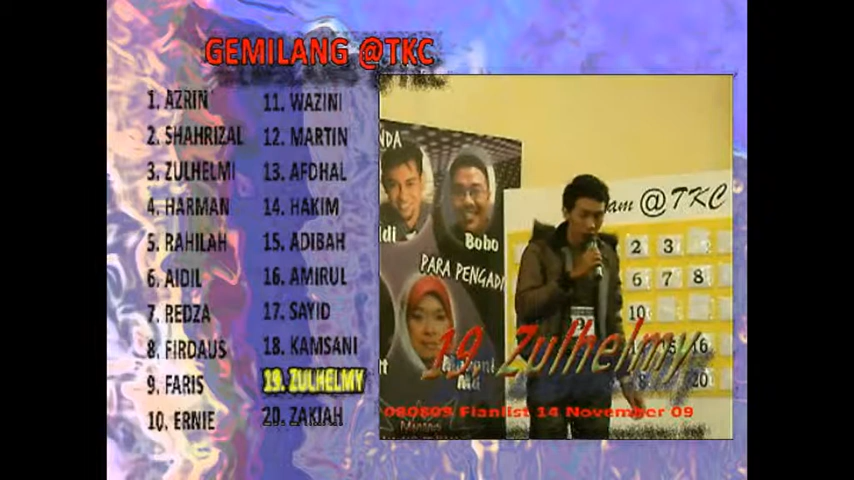 GEMILANG @TKC
1. AZRIN
2. SHAHRIZAL
3. ZULHELMI
4. HARMAN
5. RAHILAH
6. AIDIL
7. REDZA
8. FIRDAUS
9. FARIS
10. ERNIE
11. WAZINI
12. MARTIN
13. AFDHAL
14. HAKIM
15. ADIBAH
16. AMIRUL
17. SAYID
18. KAMSANI
19. ZULHELMY
20. ZAKIAH
NDA
di
Bobo
PARA PENGADI
am @TKC
2 3
6 7 8
10
16
20
19 Zulhelmy
080809 Fianlist 14 November 09